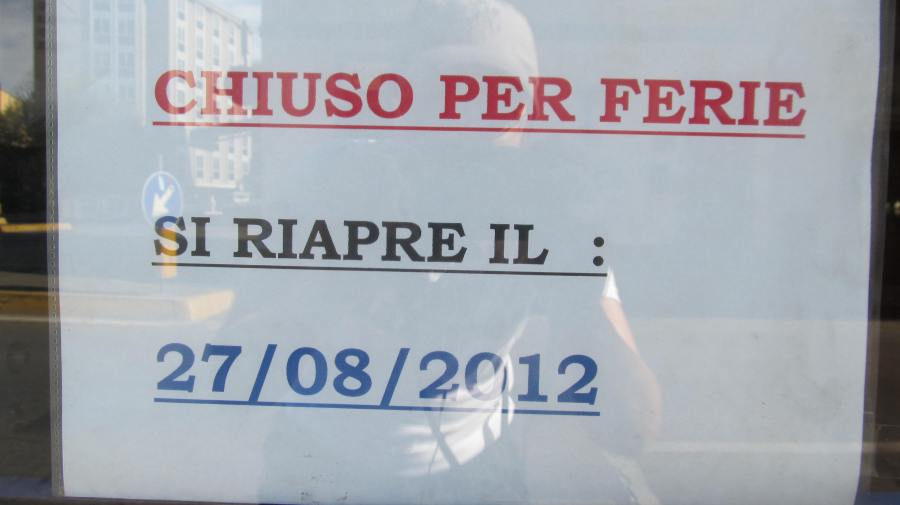 CHIUSO PER FERIE
SI RIAPRE IL :
27/08/2012